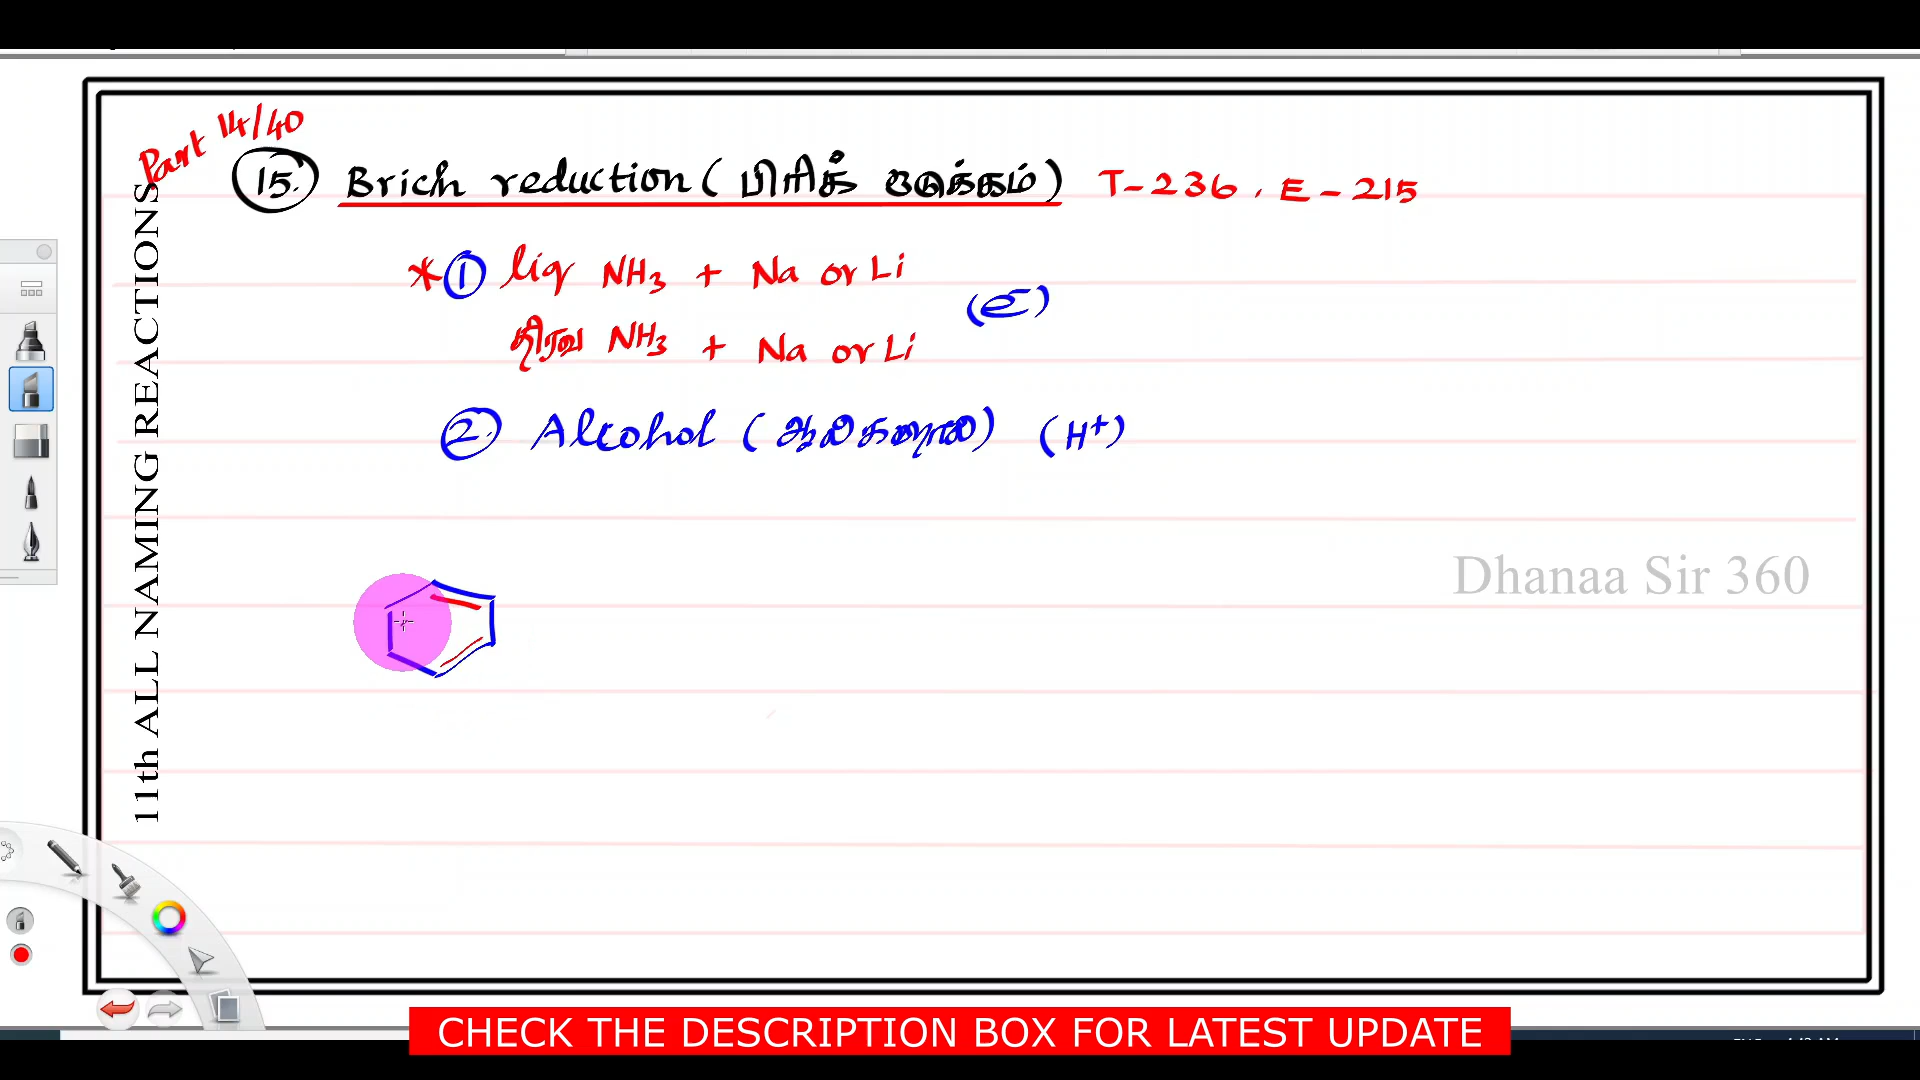 Part 14/40
15. Brich reduction (பிரிச் ஒடுக்கம்) T-236, E-215
* 1 liq NH3 + Na or Li
(e⁻)
திரவ NH3 + Na or Li
2. Alcohol (ஆல்கஹால்) (H+)
11th ALL NAMING REACTIONS
Dhanaa Sir 360
CHECK THE DESCRIPTION BOX FOR LATEST UPDATE